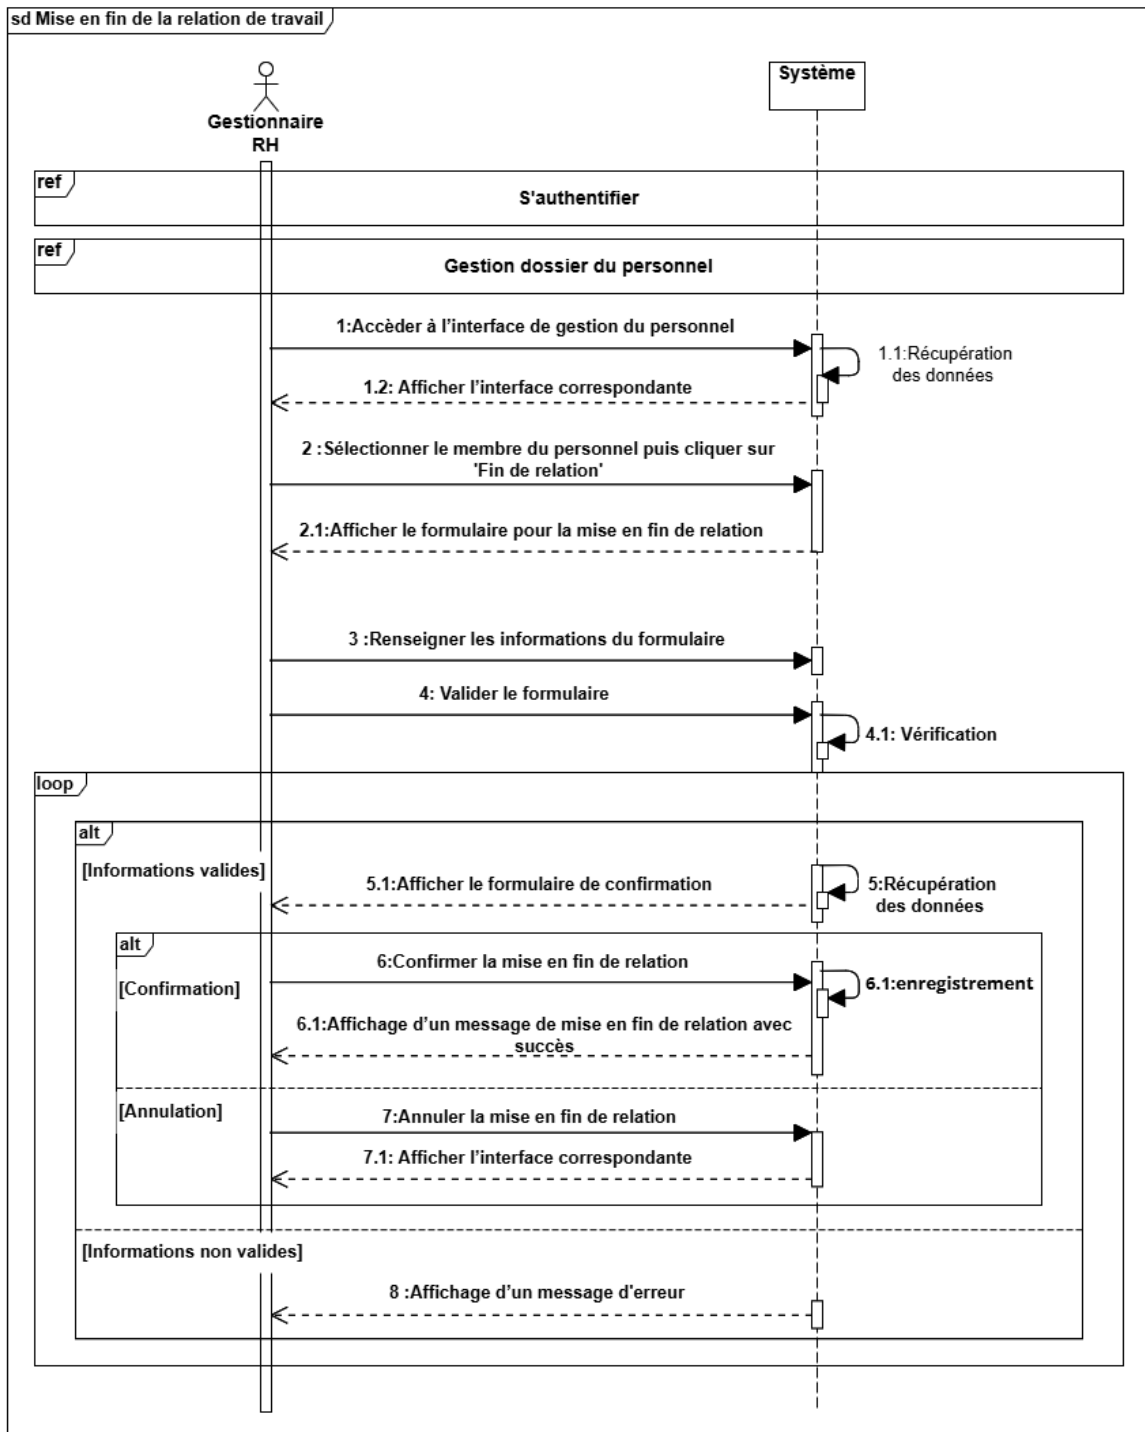 sd Mise en fin de la relation de travail
Système
Gestionnaire
RH
ref
S'authentifier
ref
Gestion dossier du personnel
1:Accèder à l'interface de gestion du personnel
1.1:Récupération
des données
1.2: Afficher l'interface correspondante
2 :Sélectionner le membre du personnel puis cliquer sur
'Fin de relation'
2.1:Afficher le formulaire pour la mise en fin de relation
3 :Renseigner les informations du formulaire
4: Valider le formulaire
4.1: Vérification
loop
alt
[Informations valides]
5:Récupération
des données
5.1:Afficher le formulaire de confirmation
alt
[Confirmation]
6:Confirmer la mise en fin de relation
6.1:enregistrement
6.1:Affichage d'un message de mise en fin de relation avec
succès
[Annulation]
7:Annuler la mise en fin de relation
7.1: Afficher l'interface correspondante
[Informations non valides]
8 :Affichage d'un message d'erreur